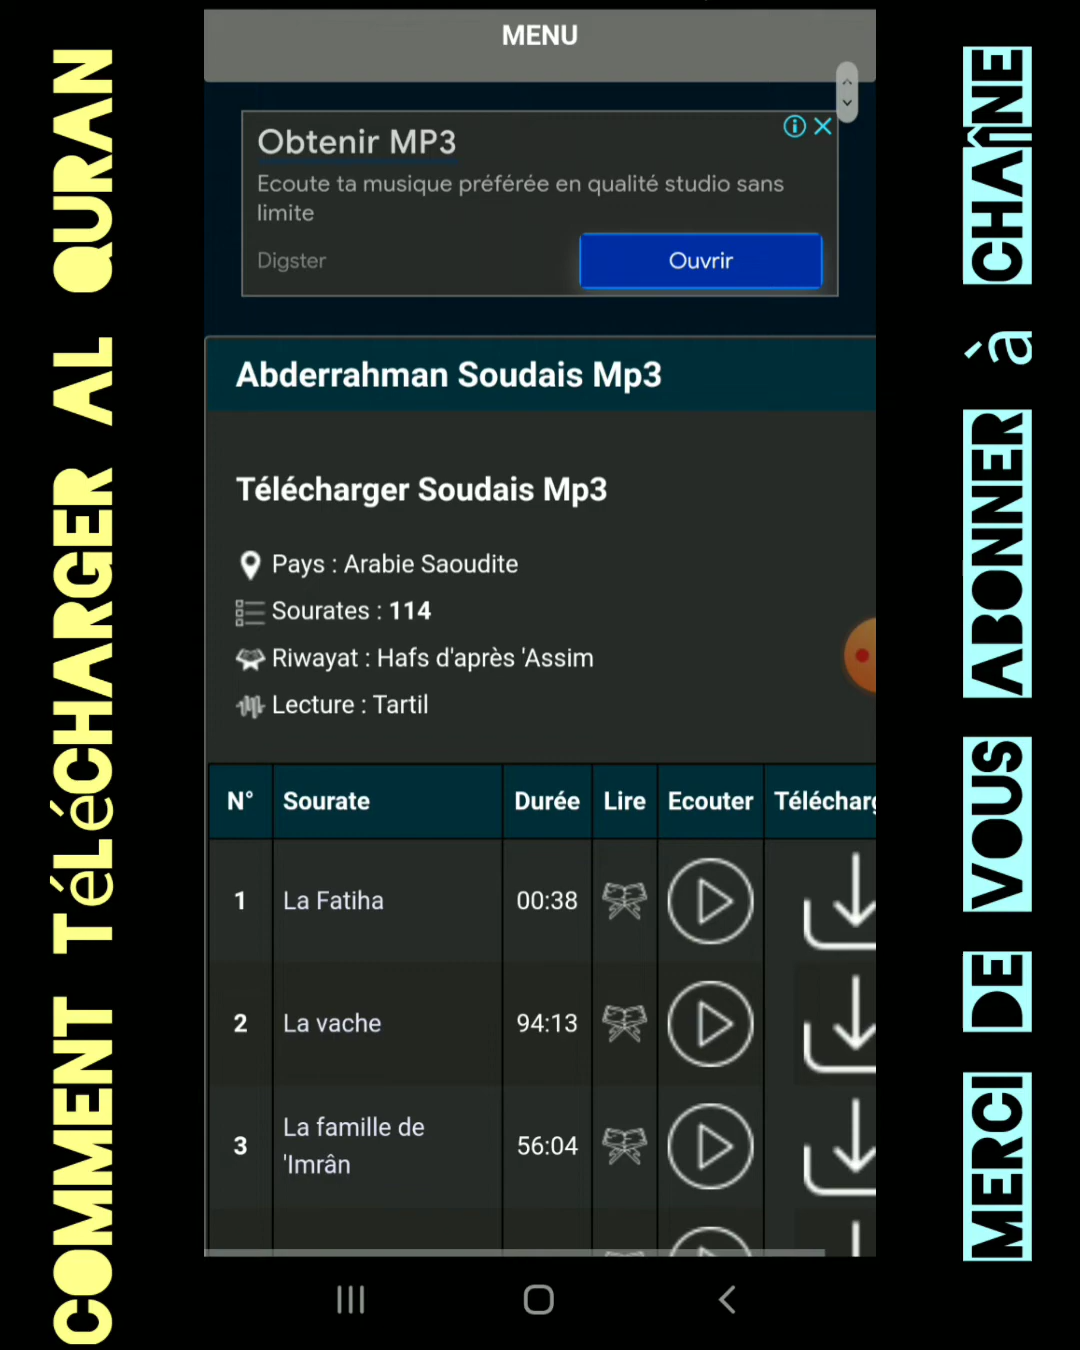 COMMENT TéLéCHARGER AL QURAN
MENU
Obtenir MP3
Ecoute ta musique préférée en qualité studio sans
limite
Digster
Ouvrir
Abderrahman Soudais Mp3
Télécharger Soudais Mp3
Pays : Arabie Saoudite
Sourates : 114
Riwayat : Hafs d'après 'Assim
Lecture : Tartil
N° Sourate Durée Lire Ecouter Télécharg
1 La Fatiha 00:38
2 La vache 94:13
3 La famille de
'Imrân 56:04
MERCI DE VOUS ABONNER à CHAÎNE